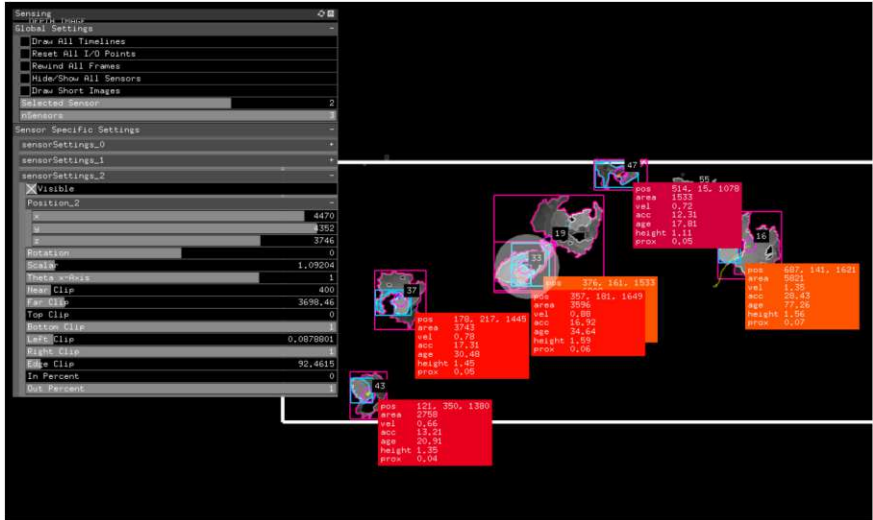 Sensing
DEPTH IMAGE
Global Settings -
Draw All Timelines
Reset All I/O Points
Rewind All Frames
Hide/Show All Sensors
Draw Short Images
Selected Sensor 2
nSensors 3
Sensor Specific Settings -
sensorSettings_0 +
sensorSettings_1 +
sensorSettings_2 -
Visible
Position_2 -
x 4470
y 4352
z 3746
Rotation 0
Scalar 1.09204
Theta x-Axis 1
Near Clip 400
Far Clip 3698.46
Top Clip 0
Bottom Clip 1
Left Clip 0.0878801
Right Clip 1
Edge Clip 92.4615
In Percent 0
Out Percent 1
47
55
pos 514, 15, 1078
area 1533
vel 0.72
acc 12.31
age 17.81
height 1.11
prox 0.05
19
16
33
pos 687, 141, 1621
area 5821
vel 1.35
acc 28.43
age 77.26
height 1.56
prox 0.07
pos 376, 161, 1533
37
pos 357, 181, 1649
area 3596
vel 0.88
acc 16.92
age 34.64
height 1.59
prox 0.06
pos 178, 217, 1445
area 3743
vel 0.78
acc 17.31
age 30.48
height 1.45
prox 0.05
43
pos 121, 350, 1380
area 2758
vel 0.66
acc 13.21
age 20.91
height 1.35
prox 0.04